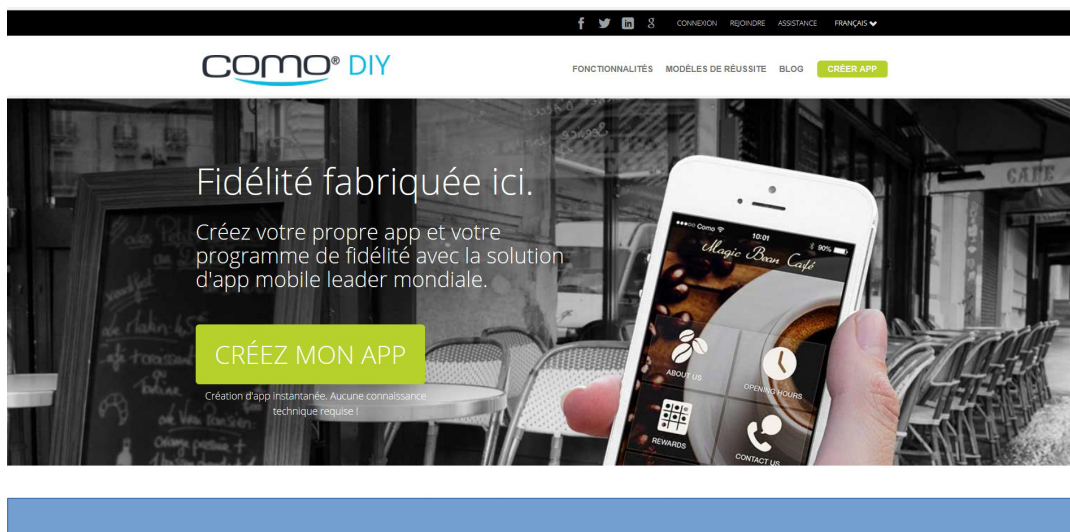 CONNEXION REJOINDRE ASSISTANCE FRANÇAIS
COMO® DIY
FONCTIONNALITÉS MODÈLES DE RÉUSSITE BLOG CRÉER APP
Fidélité fabriquée ici.
Créez votre propre app et votre
programme de fidélité avec la solution
d'app mobile leader mondiale.
CRÉEZ MON APP
Création d'app instantanée. Aucune connaissance
technique requise !
CAFE
Como 10:01 90%
Magic Bean Café
ABOUT US
OPENING HOURS
REWARDS
CONTACT US